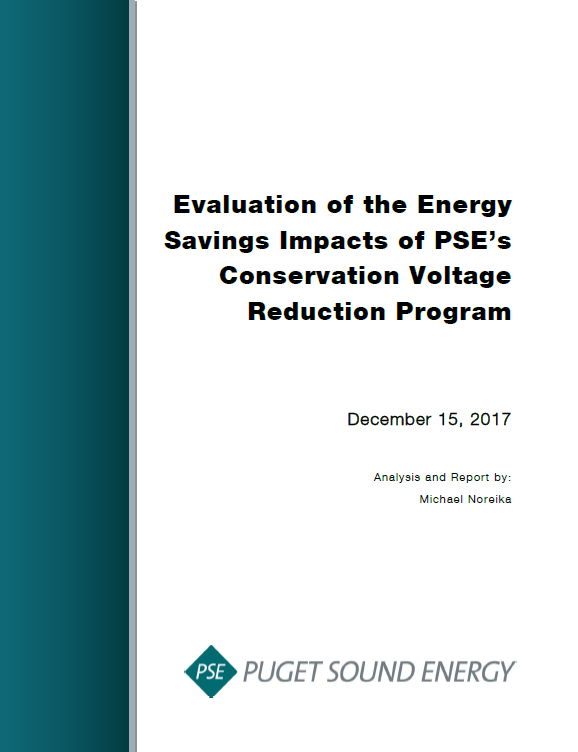 Evaluation of the Energy
Savings Impacts of PSE's
Conservation Voltage
Reduction Program
December 15, 2017
Analysis and Report by:
Michael Noreika
PSE PUGET SOUND ENERGY